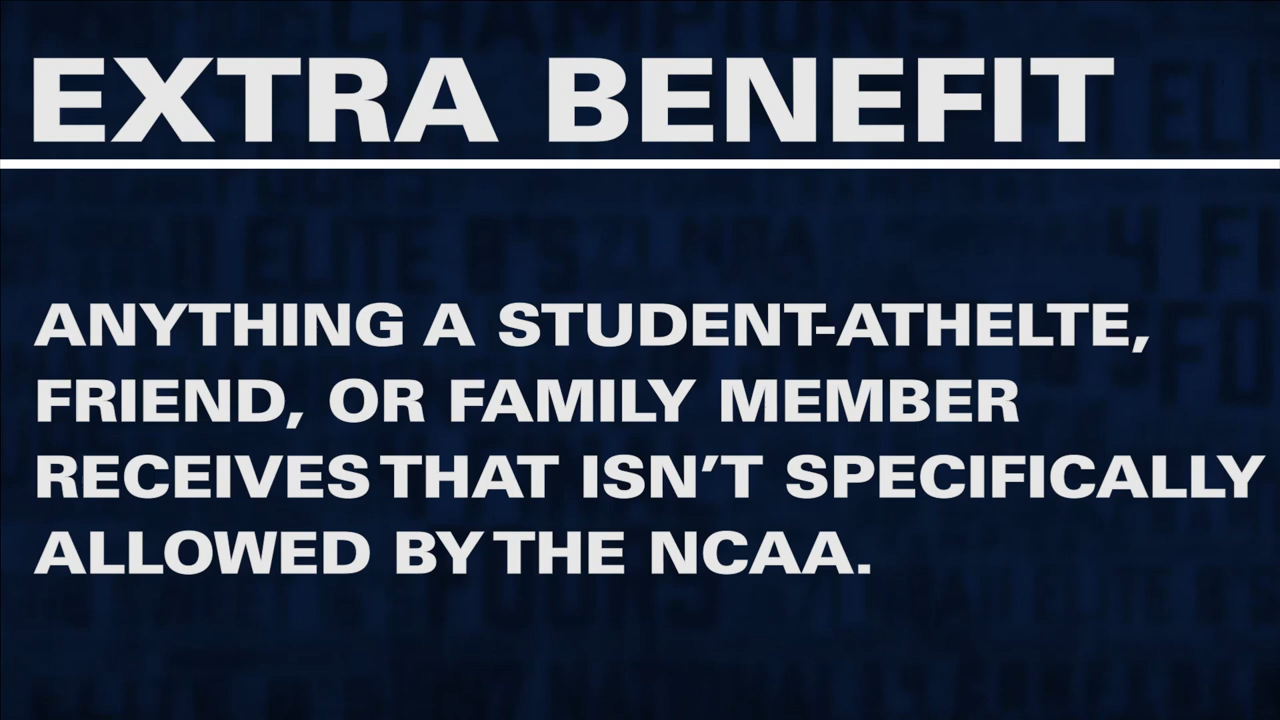 EXTRA BENEFIT
ANYTHING A STUDENT-ATHELTE,
FRIEND, OR FAMILY MEMBER
RECEIVES THAT ISN’T SPECIFICALLY
ALLOWED BY THE NCAA.